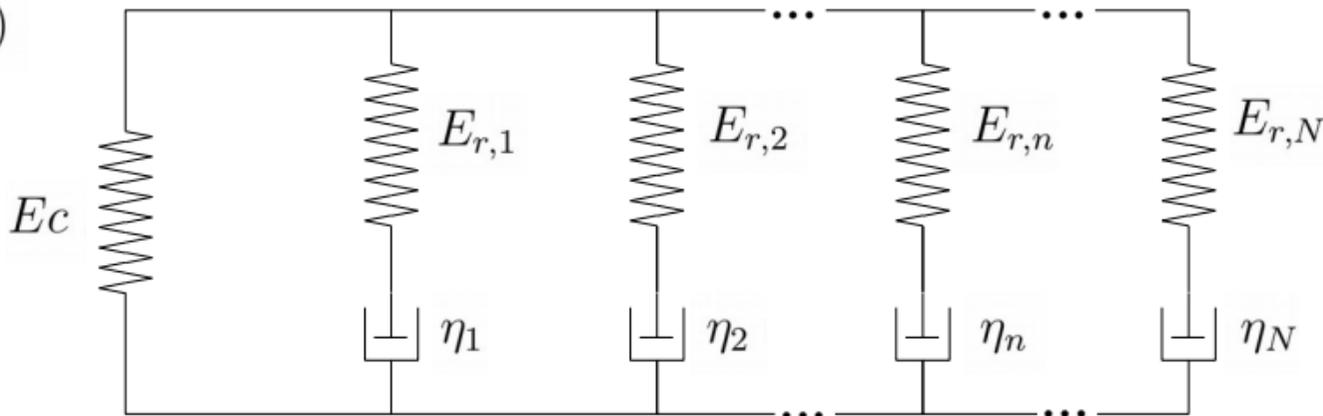 )
... ...
E_{r,1} E_{r,2} E_{r,n} E_{r,N}
Ec
η_1 η_2 η_n η_N
... ...